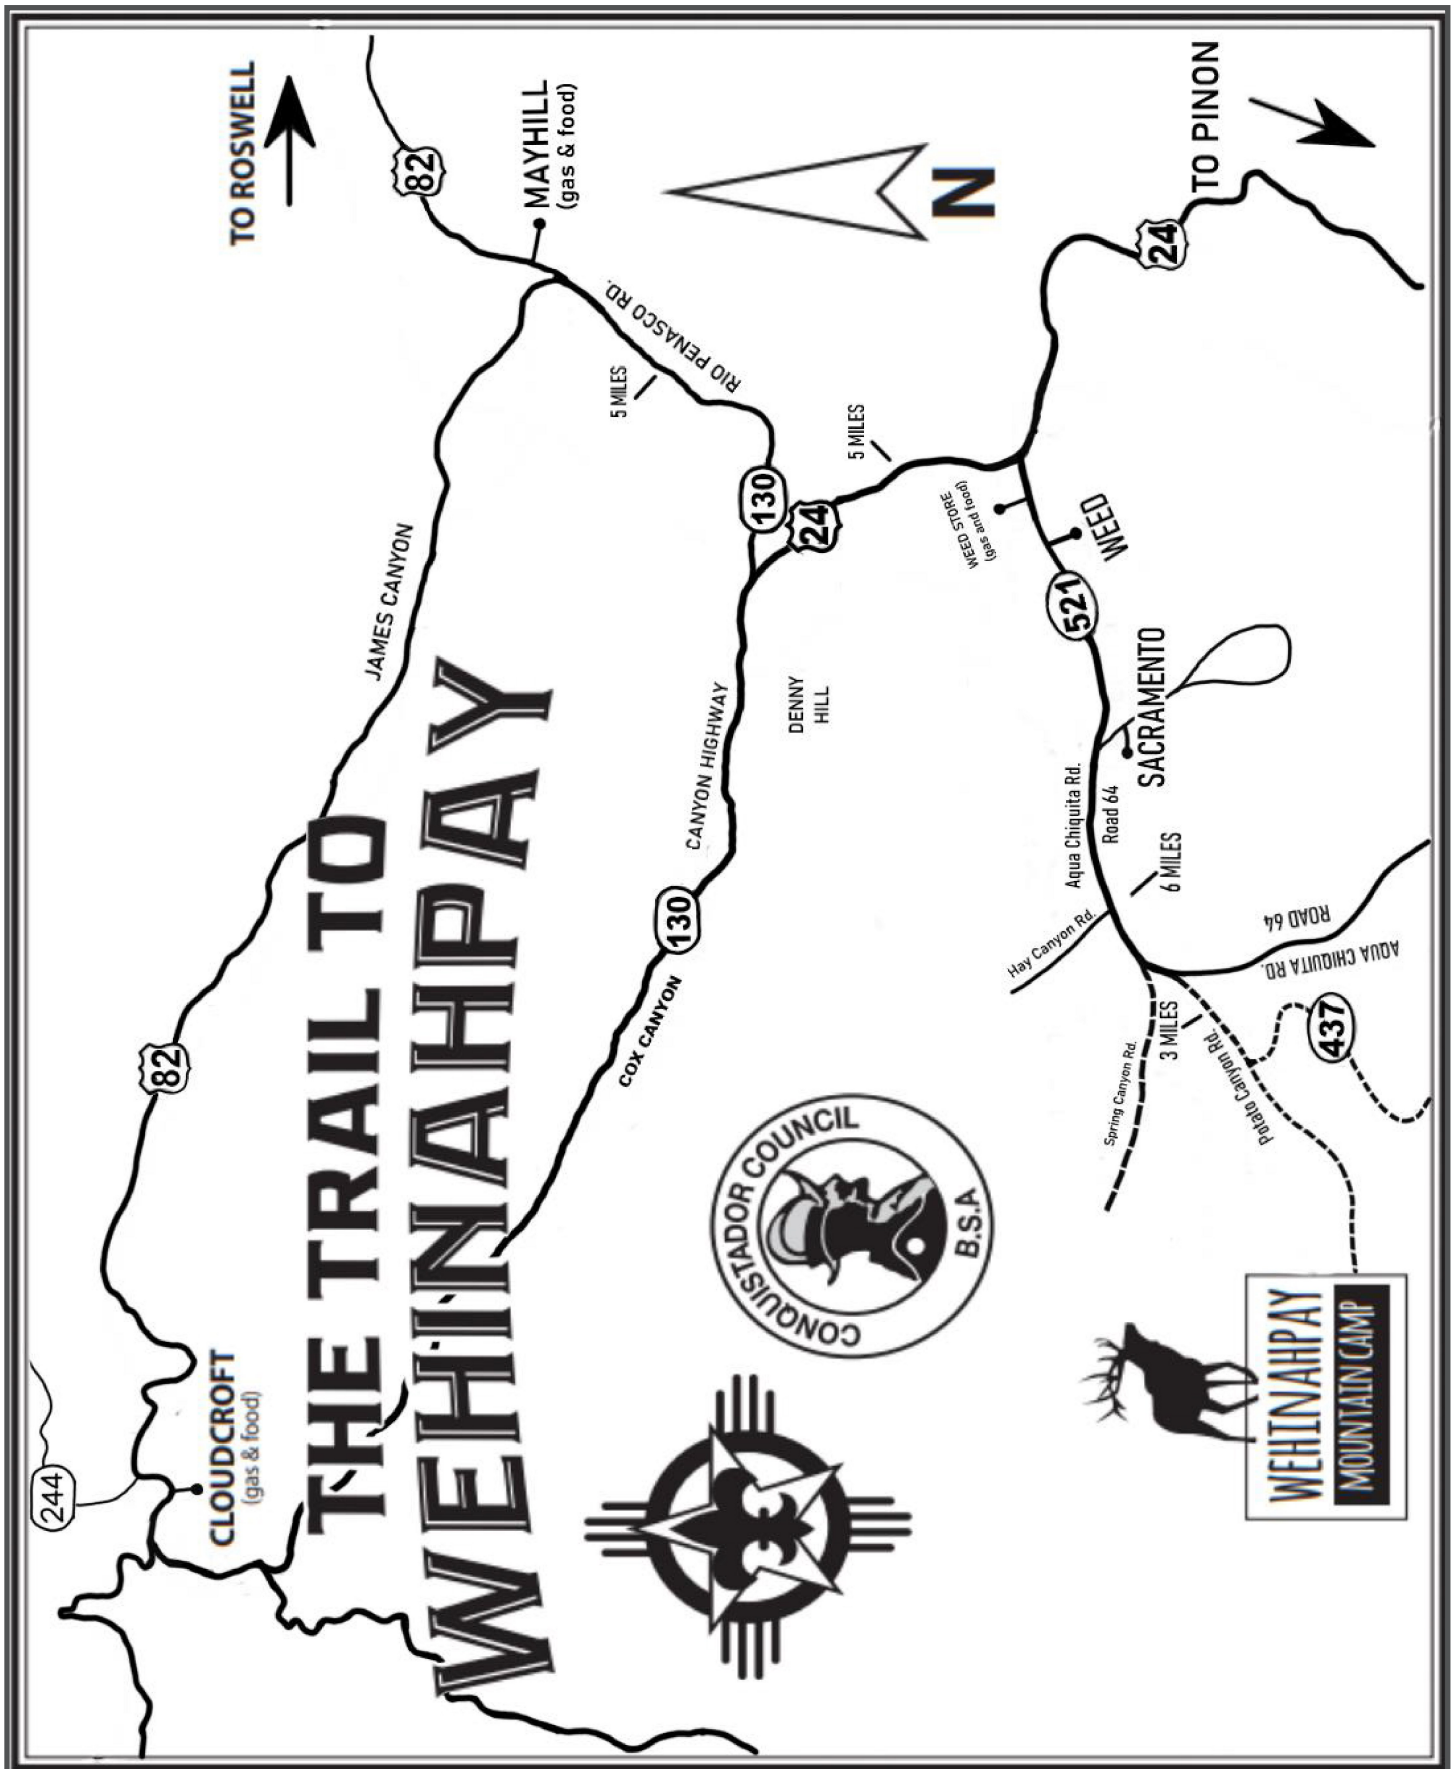 THE TRAIL TO
WEHINAHPAY
244
CLOUDCROFT
(gas & food)
82
JAMES CANYON
82
TO ROSWELL
MAYHILL
(gas & food)
RIO PENASCO RD.
5 MILES
130
24
5 MILES
CANYON HIGHWAY
130
COX CANYON
DENNY
HILL
N
TO PINON
24
WEED STORE
(gas and food)
WEED
521
SACRAMENTO
Aqua Chiquita Rd.
Road 64
6 MILES
Hay Canyon Rd.
ROAD 64
AQUA CHIQUITA RD.
3 MILES
Spring Canyon Rd.
Potato Canyon Rd.
437
CONQUISTADOR COUNCIL
B.S.A
WEHINAHPAY
MOUNTAIN CAMP